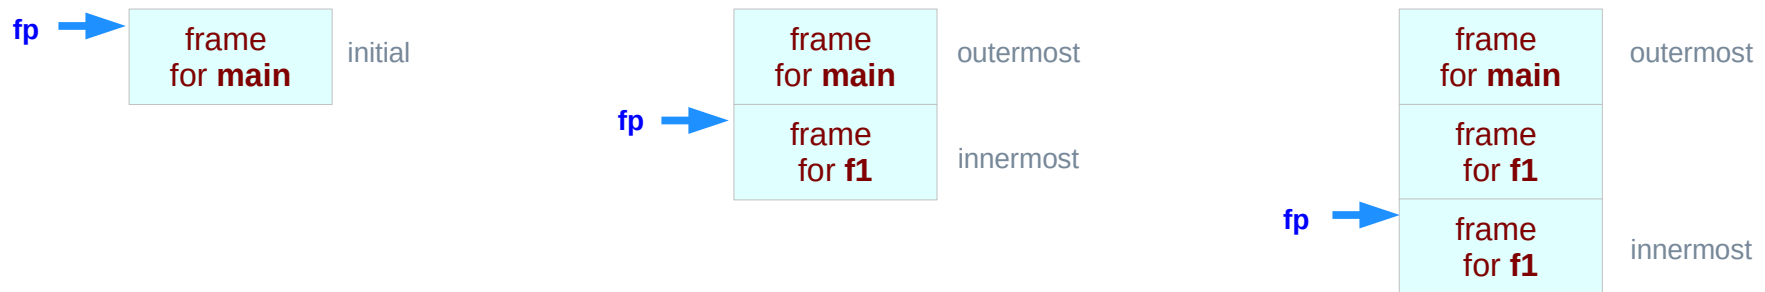 fp
frame
for main
initial
frame
for main
outermost
fp
frame
for f1
innermost
frame
for main
outermost
frame
for f1
fp
frame
for f1
innermost